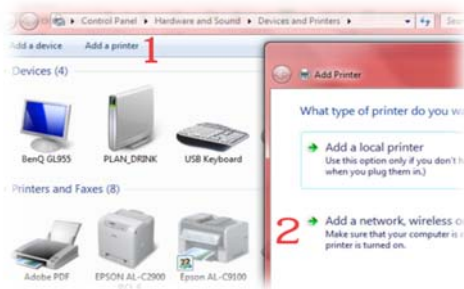 Control Panel ▸ Hardware and Sound ▸ Devices and Printers ▸
Add a device Add a printer
1
Devices (4)
BenQ GL955 PLAN_DRINK USB Keyboard
Printers and Faxes (8)
Adobe PDF EPSON AL-C2900 Epson AL-C9100
Add Printer
What type of printer do you
Add a local printer
Use this option only if you don't
when you plug them in.)
2
Add a network, wireless
Make sure that your computer is
printer is turned on.